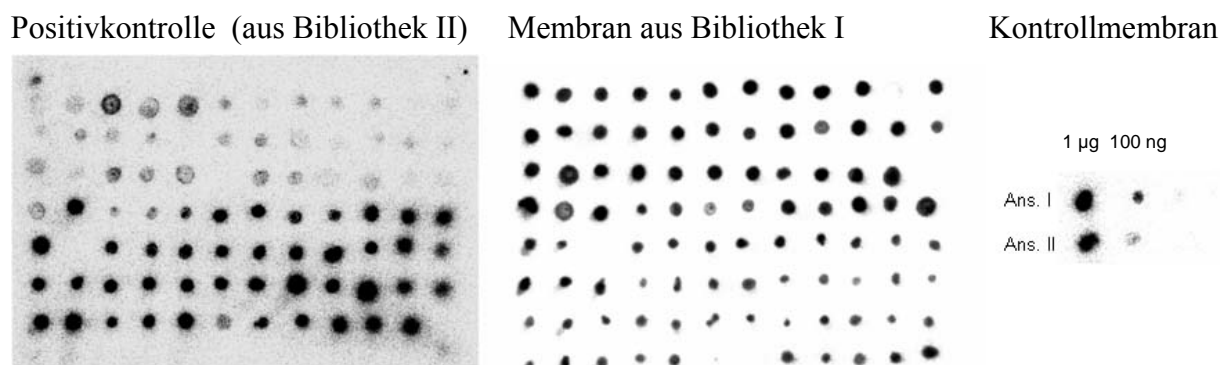 Positivkontrolle (aus Bibliothek II) Membran aus Bibliothek I Kontrollmembran
1 µg 100 ng
Ans. I
Ans. II